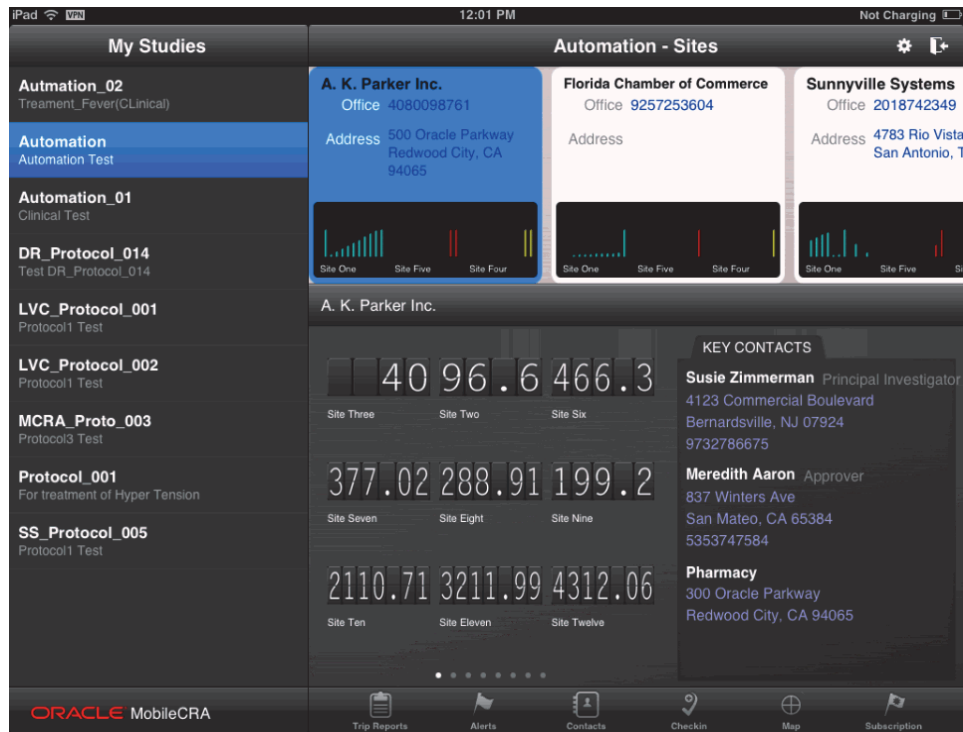 iPad VPN 12:01 PM Not Charging
My Studies
Autmation_02
Treament_Fever(CLinical)
Automation
Automation Test
Automation_01
Clinical Test
DR_Protocol_014
Test DR_Protocol_014
LVC_Protocol_001
Protocol1 Test
LVC_Protocol_002
Protocol1 Test
MCRA_Proto_003
Protocol3 Test
Protocol_001
For treatment of Hyper Tension
SS_Protocol_005
Protocol1 Test
ORACLE MobileCRA
Automation - Sites
A. K. Parker Inc.
Office 4080098761
Address 500 Oracle Parkway
Redwood City, CA
94065
Site One Site Five Site Four
Florida Chamber of Commerce
Office 9257253604
Address
Site One Site Five Site Four
Sunnyville Systems
Office 2018742349
Address 4783 Rio Vista
San Antonio, T
Site One Site Five Si
A. K. Parker Inc.
40 96.6 466.3
Site Three Site Two Site Six
377.02 288.91 199.2
Site Seven Site Eight Site Nine
2110.71 3211.99 4312.06
Site Ten Site Eleven Site Twelve
KEY CONTACTS
Susie Zimmerman Principal Investigator
4123 Commercial Boulevard
Bernardsville, NJ 07924
9732786675
Meredith Aaron Approver
837 Winters Ave
San Mateo, CA 65384
5353747584
Pharmacy
300 Oracle Parkway
Redwood City, CA 94065
Trip Reports Alerts Contacts Checkin Map Subscription